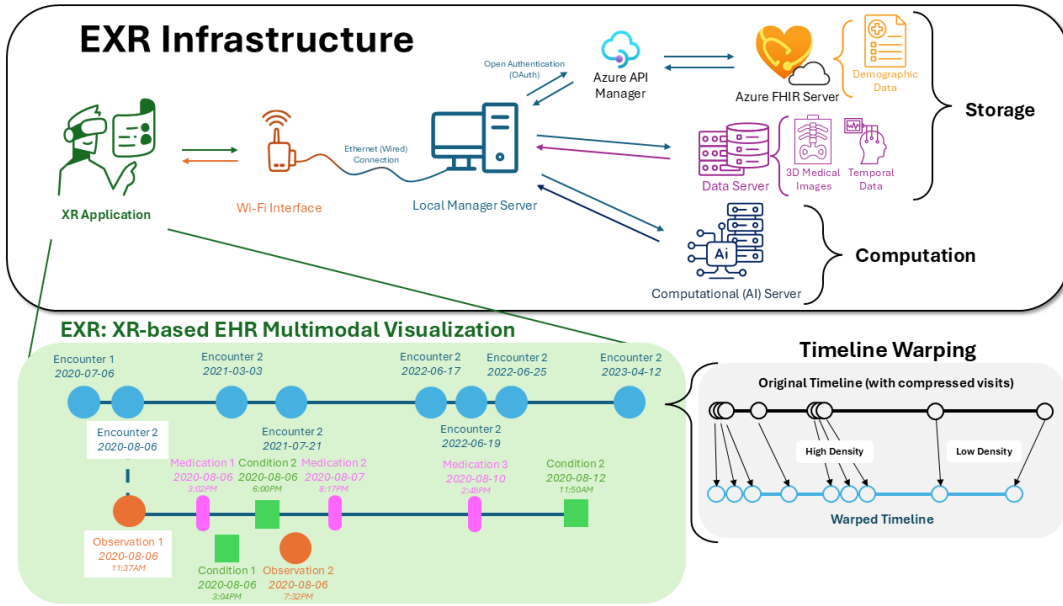 EXR Infrastructure
Open Authentication
(OAuth)
Azure API
Manager
Azure FHIR Server
Demographic
Data
Storage
XR Application
Wi-Fi Interface
Ethernet (Wired)
Connection
Local Manager Server
Data Server
3D Medical
Images
Temporal
Data
Ai
Computational (AI) Server
Computation
EXR: XR-based EHR Multimodal Visualization
Encounter 1
2020-07-06
Encounter 2
2021-03-03
Encounter 2
2022-06-17
Encounter 2
2022-06-25
Encounter 2
2023-04-12
Encounter 2
2020-08-06
Encounter 2
2021-07-21
Encounter 2
2022-06-19
Medication 1
2020-08-06
3:02PM
Condition 2
2020-08-06
6:00PM
Medication 2
2020-08-07
8:17PM
Medication 3
2020-08-10
2:46PM
Condition 2
2020-08-12
11:50AM
Observation 1
2020-08-06
11:37AM
Condition 1
2020-08-06
3:04PM
Observation 2
2020-08-06
7:32PM
Timeline Warping
Original Timeline (with compressed visits)
High Density
Low Density
Warped Timeline